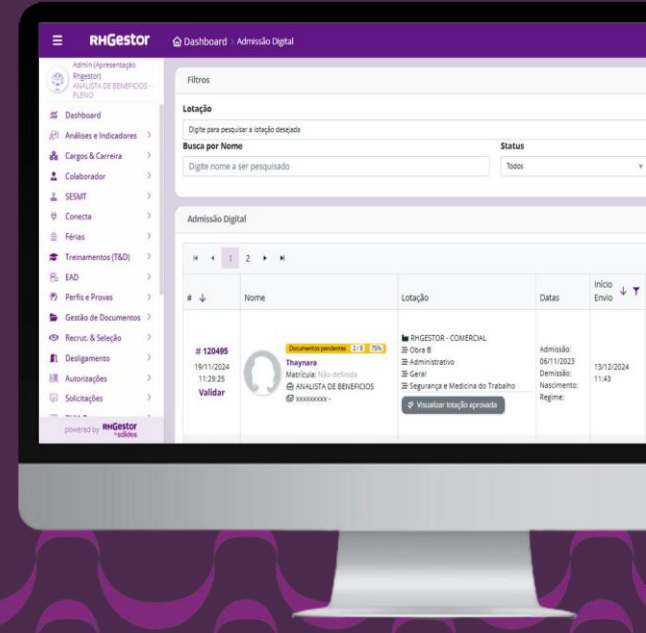 RHGestor
Dashboard > Admissão Digital
Admin (Apresentação
Rhgestor)
ANALISTA DE BENEFICIOS -
PLENO
Dashboard
Análises e Indicadores
Cargos & Carreira
Colaborador
SESMT
Conecta
Férias
Treinamentos (T&D)
EAD
Perfis e Provas
Gestão de Documentos
Recrut. & Seleção
Desligamento
Autorizações
Solicitações
powered by RHGestor
sólides
Filtros
Lotação
Digite para pesquisar a lotação desejada
Busca por Nome
Status
Digite nome a ser pesquisado
Todos
Admissão Digital
1 2
# Nome Lotação Datas Início
Envio
# 120495
19/11/2024
11:29:25
Validar
Documentos pendentes 2 / 8 75%
Thaynara
Matrícula: Não definida
ANALISTA DE BENEFICIOS
xxxxxxxxx -
RHGESTOR - COMERCIAL
Obra B
Administrativo
Geral
Segurança e Medicina do Trabalho
Visualizar lotação aprovada
Admissão:
06/11/2023
Demissão:
Nascimento:
Regime:
13/12/2024
11:43